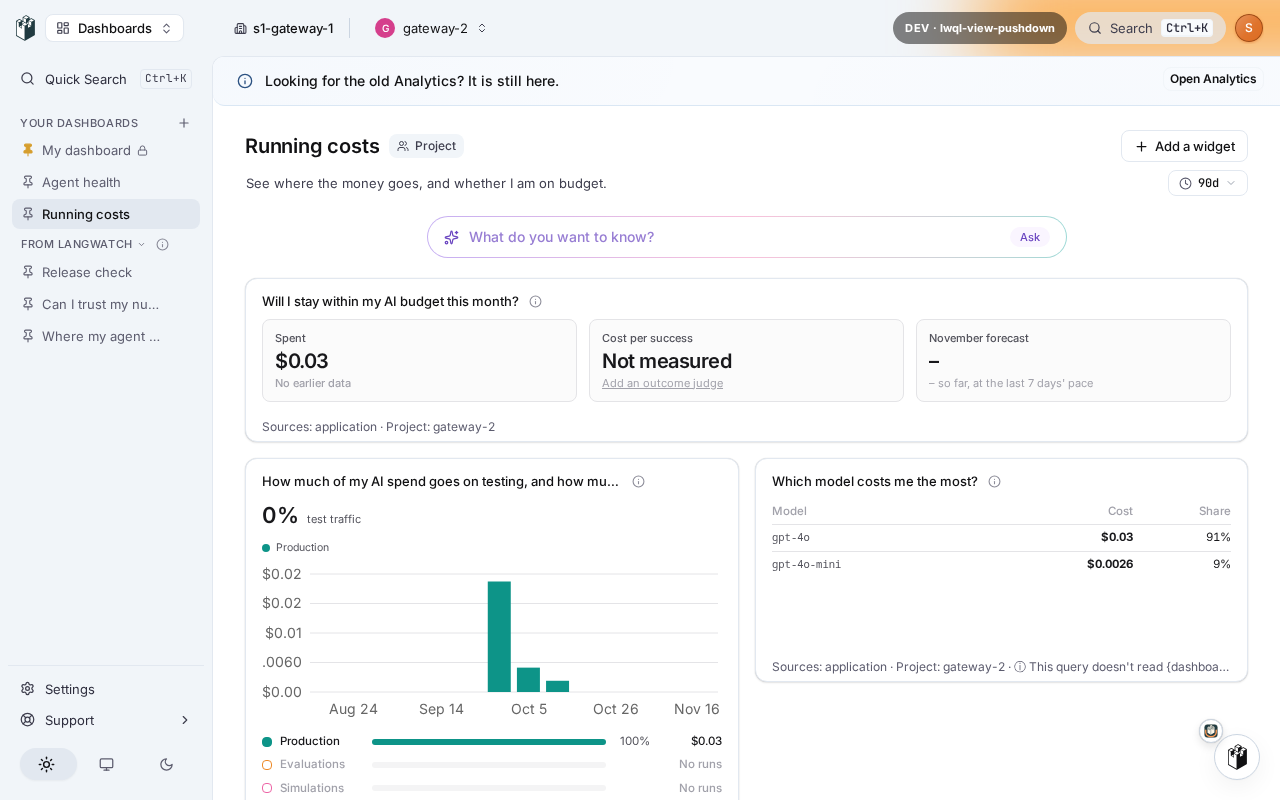 Dashboards
s1-gateway-1
G
gateway-2
DEV · lwql-view-pushdown
Search
Ctrl+K
S
Quick Search
Ctrl+K
Looking for the old Analytics? It is still here.
Open Analytics
YOUR DASHBOARDS
My dashboard
Agent health
Running costs
FROM LANGWATCH
Release check
Can I trust my nu...
Where my agent ...
Running costs
Project
Add a widget
See where the money goes, and whether I am on budget.
90d
What do you want to know?
Ask
Will I stay within my AI budget this month?
Spent
$0.03
No earlier data
Cost per success
Not measured
Add an outcome judge
November forecast
–
– so far, at the last 7 days' pace
Sources: application · Project: gateway-2
How much of my AI spend goes on testing, and how mu...
0% test traffic
Production
$0.02
$0.02
$0.01
.0060
$0.00
Aug 24
Sep 14
Oct 5
Oct 26
Nov 16
Production 100% $0.03
Evaluations No runs
Simulations No runs
Which model costs me the most?
Model Cost Share
gpt-4o $0.03 91%
gpt-4o-mini $0.0026 9%
Sources: application · Project: gateway-2 · ⓘ This query doesn't read {dashboa...
Settings
Support